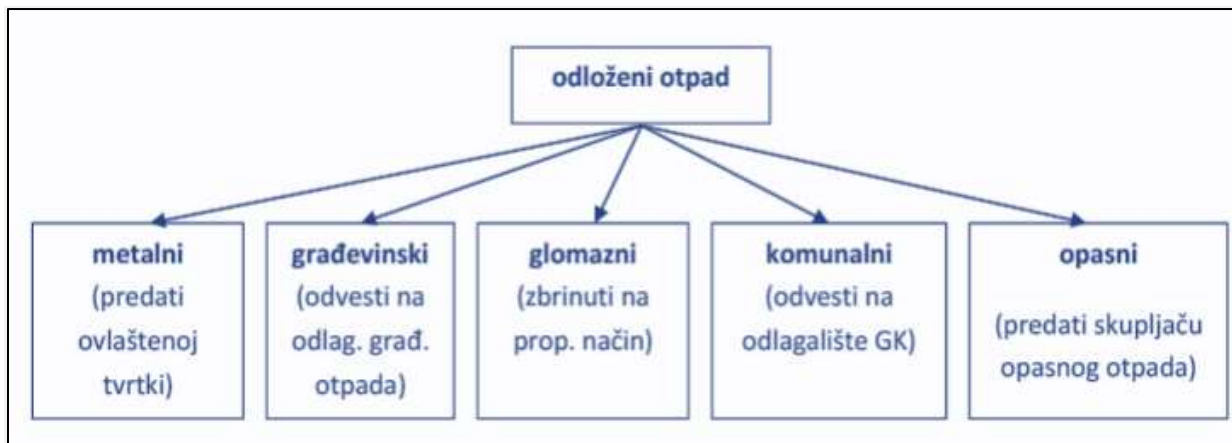 odloženi otpad
metalni
(predati
ovlaštenoj
tvrtki)
građevinski
(odvesti na
odlag. građ.
otpada)
glomazni
(zbrinuti na
prop. način)
komunalni
(odvesti na
odlagalište GK)
opasni
(predati skupljaču
opasnog otpada)